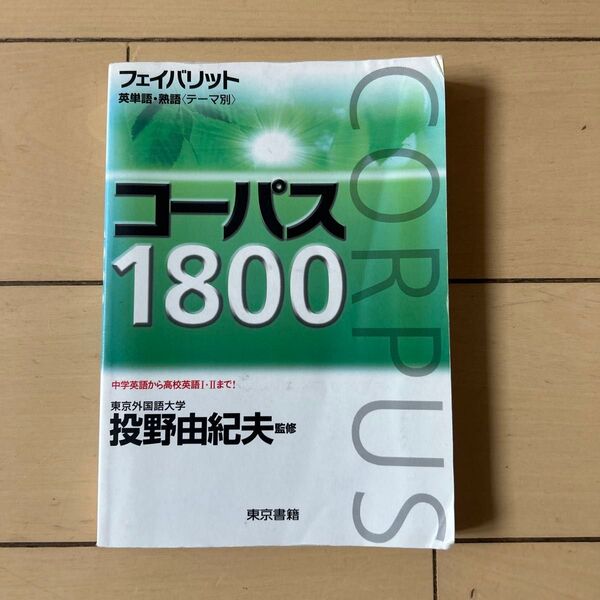 フェイバリット
英単語・熟語〈テーマ別〉
コーパス
1800
CORPUS
中学英語から高校英語Ⅰ・Ⅱまで！
東京外国語大学
投野由紀夫監修
東京書籍